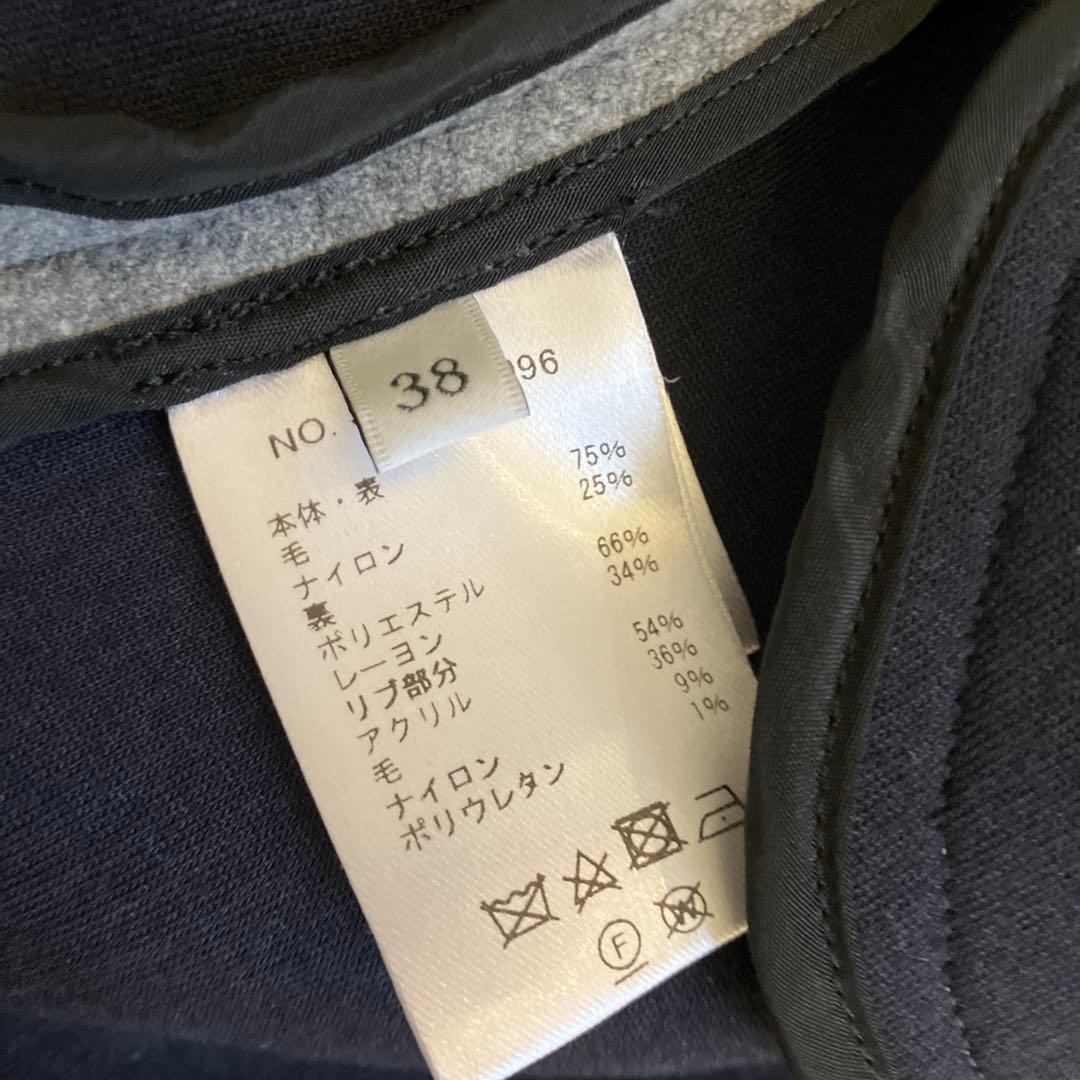 38
NO. 96
本体・表
毛 75%
ナイロン 25%
裏
ポリエステル 66%
レーヨン 34%
リブ部分
アクリル 54%
毛 36%
ナイロン 9%
ポリウレタン 1%
F W